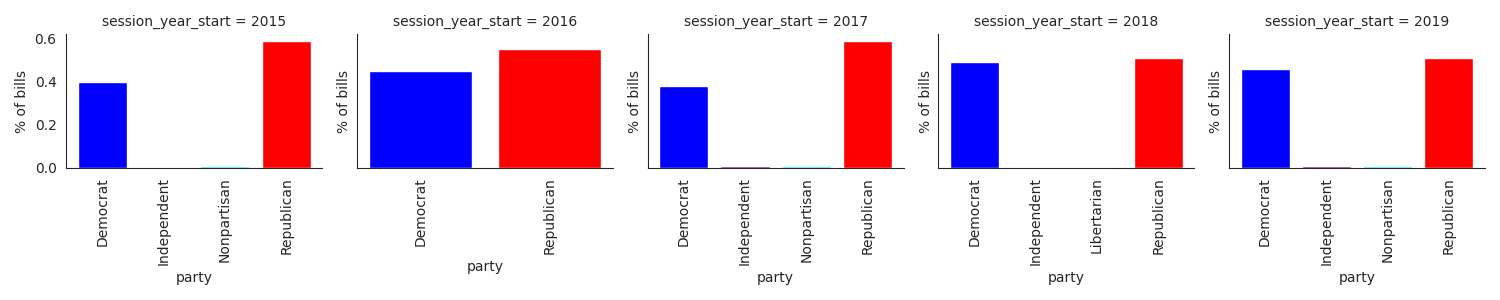 session_year_start = 2015
% of bills
0.6
0.4
0.2
0.0
Democrat
Independent
Nonpartisan
Republican
party
session_year_start = 2016
% of bills
Democrat
Republican
party
session_year_start = 2017
% of bills
Democrat
Independent
Nonpartisan
Republican
party
session_year_start = 2018
% of bills
Democrat
Independent
Libertarian
Republican
party
session_year_start = 2019
% of bills
Democrat
Independent
Nonpartisan
Republican
party